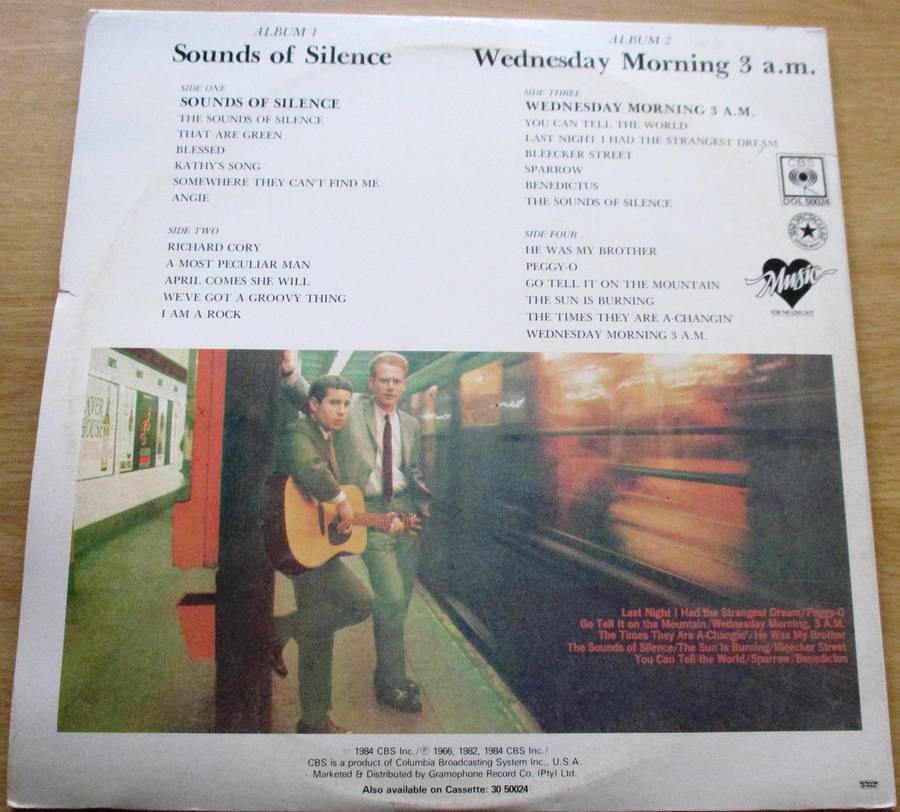 ALBUM 1
Sounds of Silence
SIDE ONE
SOUNDS OF SILENCE
THE SOUNDS OF SILENCE
THAT ARE GREEN
BLESSED
KATHY'S SONG
SOMEWHERE THEY CAN'T FIND ME
ANGIE
SIDE TWO
RICHARD CORY
A MOST PECULIAR MAN
APRIL COMES SHE WILL
WE'VE GOT A GROOVY THING
I AM A ROCK
ALBUM 2
Wednesday Morning 3 a.m.
SIDE THREE
WEDNESDAY MORNING 3 A.M.
YOU CAN TELL THE WORLD
LAST NIGHT I HAD THE STRANGEST DREAM
BLEECKER STREET
SPARROW
BENEDICTUS
THE SOUNDS OF SILENCE
SIDE FOUR
HE WAS MY BROTHER
PEGGY-O
GO TELL IT ON THE MOUNTAIN
THE SUN IS BURNING
THE TIMES THEY ARE A-CHANGIN'
WEDNESDAY MORNING 3 A.M.
CBS
DOL 50024
Music
FOR THE LOVE OF IT
Last Night I Had the Strangest Dream/Peggy-O
Go Tell It on the Mountain/Wednesday Morning, 3 A.M.
The Times They Are A-Changin'/He Was My Brother
The Sounds of Silence/The Sun Is Burning/Bleecker Street
You Can Tell the World/Sparrow/Benedictus
© 1984 CBS Inc./℗ 1966, 1982, 1984 CBS Inc./
CBS is a product of Columbia Broadcasting System Inc., U.S.A.
Marketed & Distributed by Gramophone Record Co. (Pty) Ltd.
Also available on Cassette: 30 50024